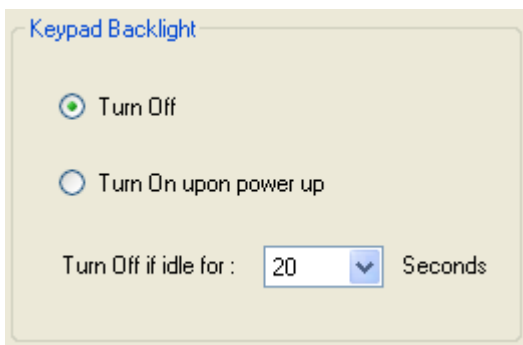 Keypad Backlight
Turn Off
Turn On upon power up
Turn Off if idle for : 20 Seconds